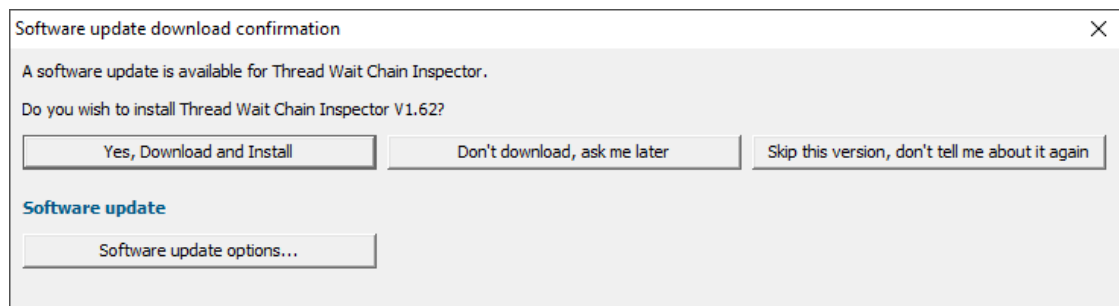 Software update download confirmation
A software update is available for Thread Wait Chain Inspector.
Do you wish to install Thread Wait Chain Inspector V1.62?
Yes, Download and Install
Don't download, ask me later
Skip this version, don't tell me about it again
Software update
Software update options...